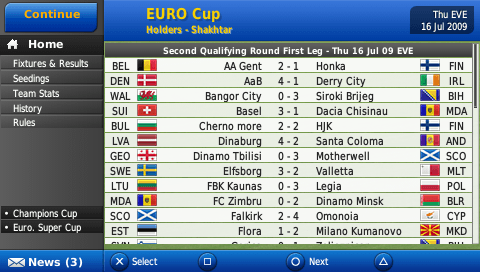 Continue
EURO Cup
Holders - Shakhtar
Thu EVE
16 Jul 2009
Home
Fixtures & Results
Seedings
Team Stats
History
Rules
Champions Cup
Euro. Super Cup
Second Qualifying Round First Leg - Thu 16 Jul 09 EVE
BEL AA Gent 2 - 1 Honka FIN
DEN AaB 4 - 1 Derry City IRL
WAL Bangor City 0 - 3 Siroki Brijeg BIH
SUI Basel 3 - 1 Dacia Chisinau MDA
BUL Cherno more 2 - 2 HJK FIN
LVA Dinaburg 4 - 2 Santa Coloma AND
GEO Dinamo Tbilisi 0 - 3 Motherwell SCO
SWE Elfsborg 3 - 2 Valletta MLT
LTU FBK Kaunas 0 - 3 Legia POL
MDA FC Zimbru 0 - 2 Dinamo Minsk BLR
SCO Falkirk 2 - 4 Omonoia CYP
EST Flora 1 - 2 Milano Kumanovo MKD
News (3)
Select
Next